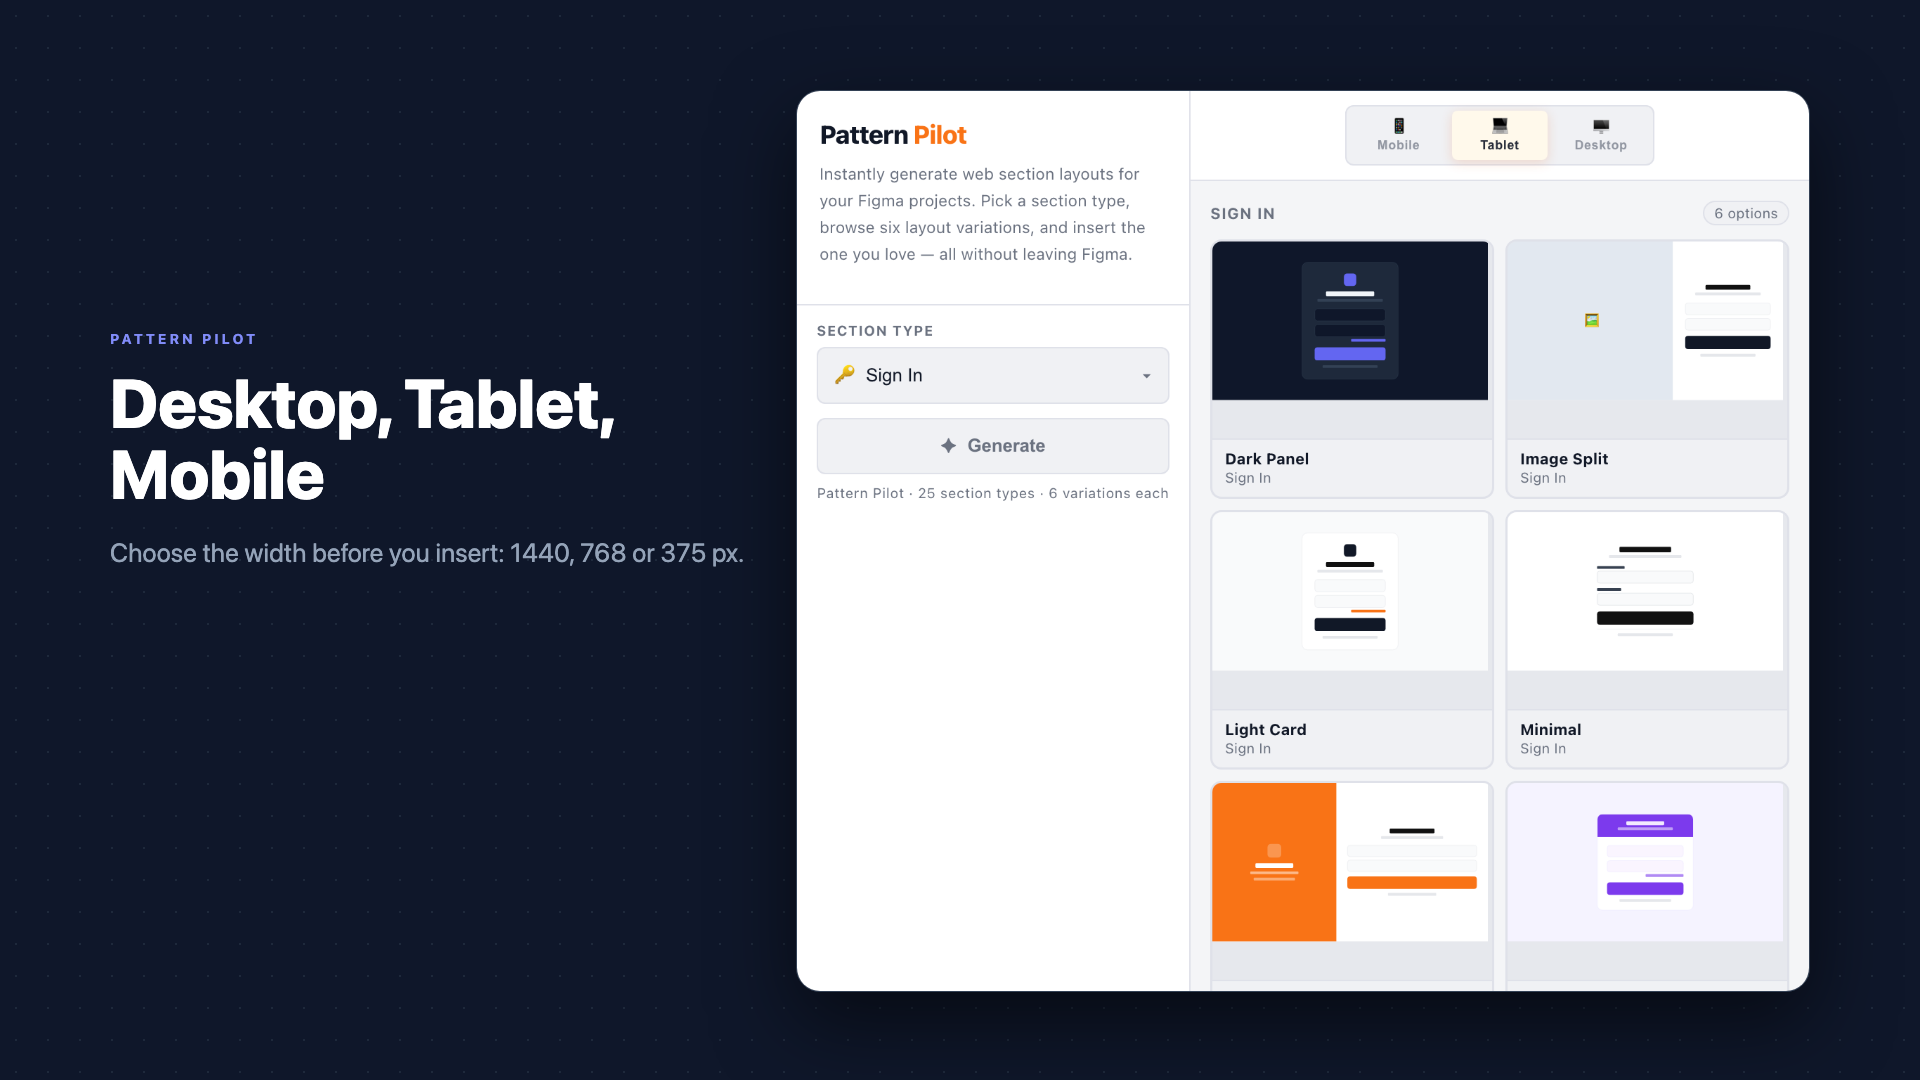 PATTERN PILOT
Desktop, Tablet,
Mobile
Choose the width before you insert: 1440, 768 or 375 px.
Pattern Pilot
Instantly generate web section layouts for
your Figma projects. Pick a section type,
browse six layout variations, and insert the
one you love — all without leaving Figma.
SECTION TYPE
Sign In
Generate
Pattern Pilot · 25 section types · 6 variations each
Mobile
Tablet
Desktop
SIGN IN
6 options
Dark Panel
Sign In
Image Split
Sign In
Light Card
Sign In
Minimal
Sign In